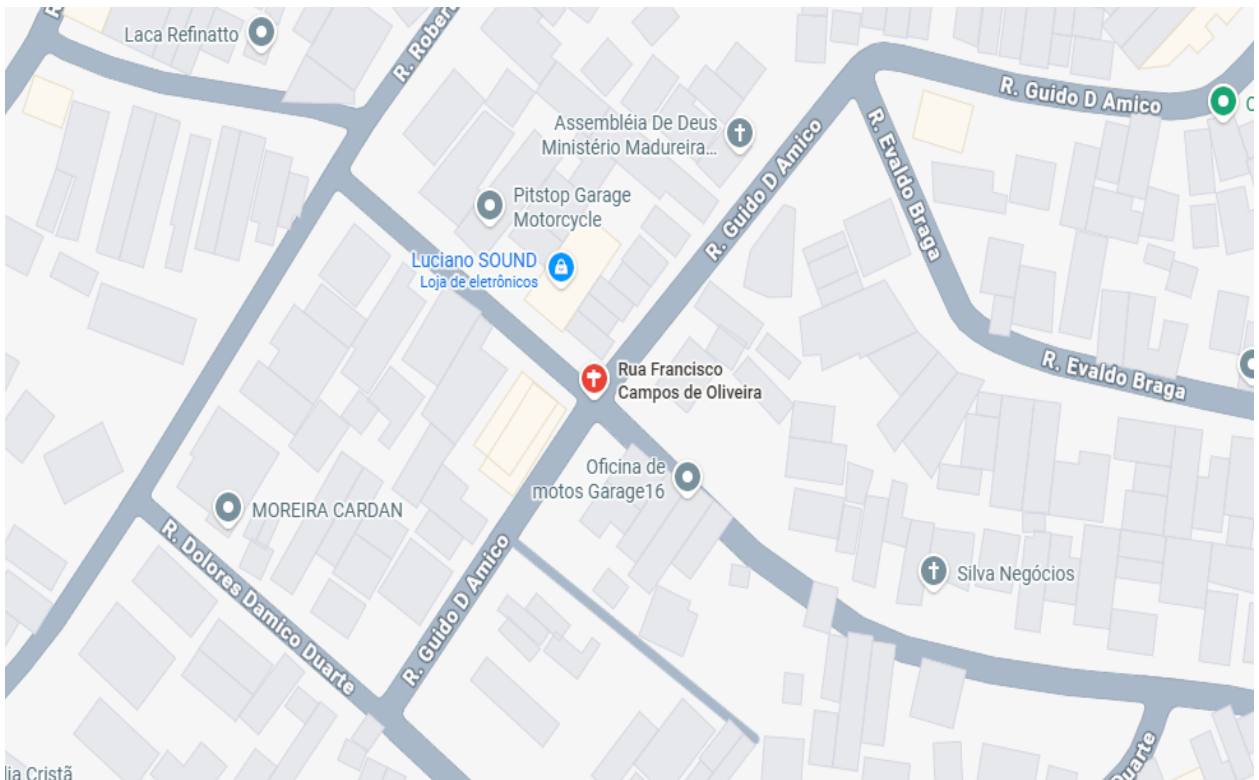 Laca Refinatto
R. Robert
R. Guido D Amico
Assembléia De Deus
Ministério Madureira...
R. Guido D Amico
R. Evaldo Braga
Pitstop Garage
Motorcycle
Luciano SOUND
Loja de eletrônicos
Rua Francisco
Campos de Oliveira
R. Evaldo Braga
Oficina de
motos Garage16
MOREIRA CARDAN
R. Dolores Damico Duarte
R. Guido D Amico
Silva Negócios
Duarte
lia Cristã